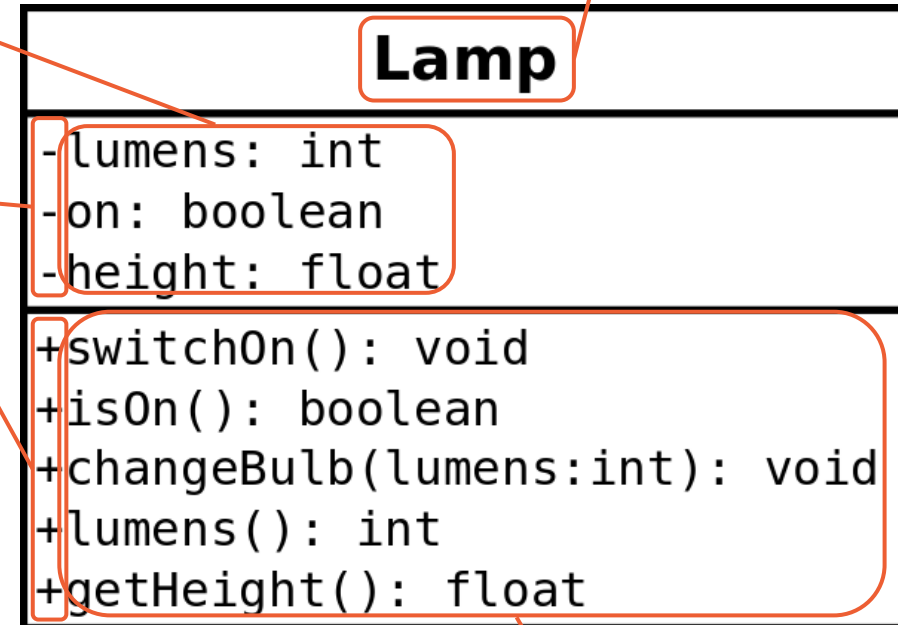 Lamp
-lumens: int
-on: boolean
-height: float
+switchOn(): void
+isOn(): boolean
+changeBulb(lumens:int): void
+lumens(): int
+getHeight(): float